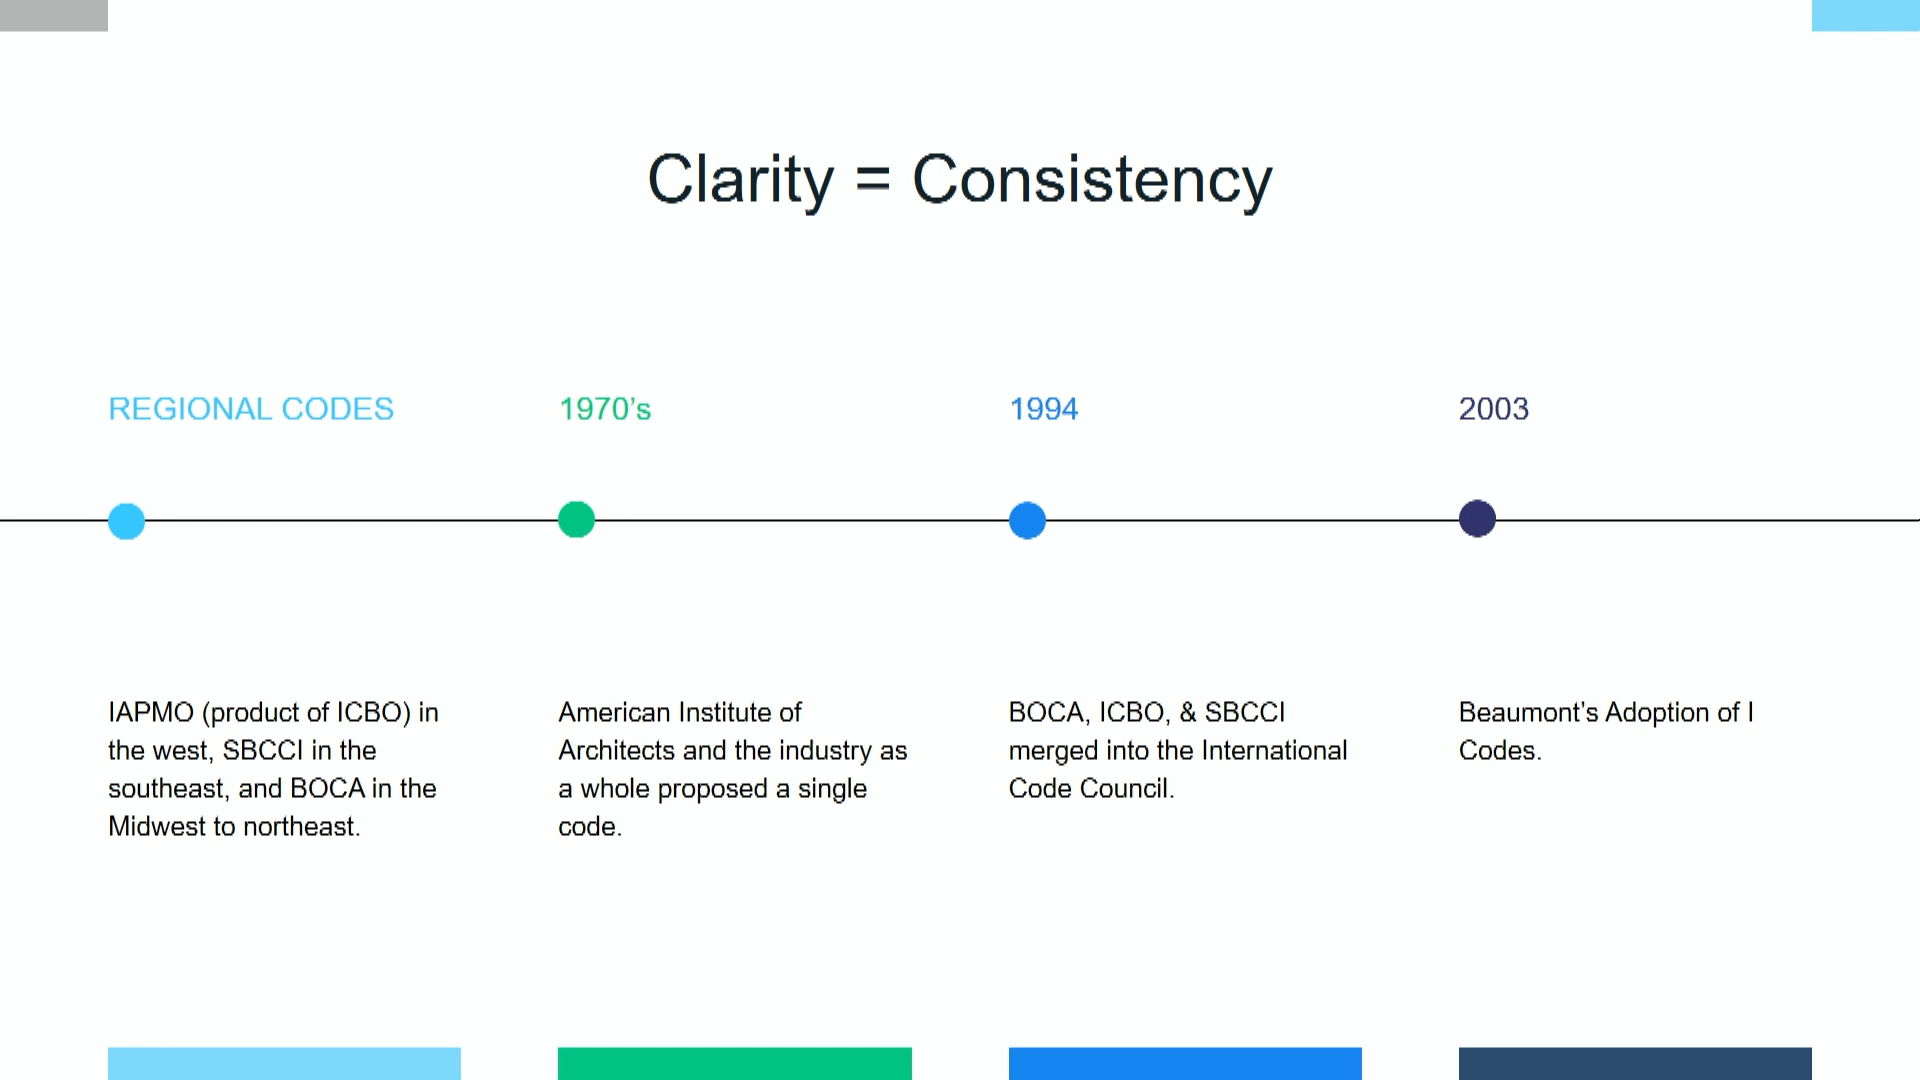 Clarity = Consistency
REGIONAL CODES
IAPMO (product of ICBO) in
the west, SBCCI in the
southeast, and BOCA in the
Midwest to northeast.
1970’s
American Institute of
Architects and the industry as
a whole proposed a single
code.
1994
BOCA, ICBO, & SBCCI
merged into the International
Code Council.
2003
Beaumont’s Adoption of I
Codes.